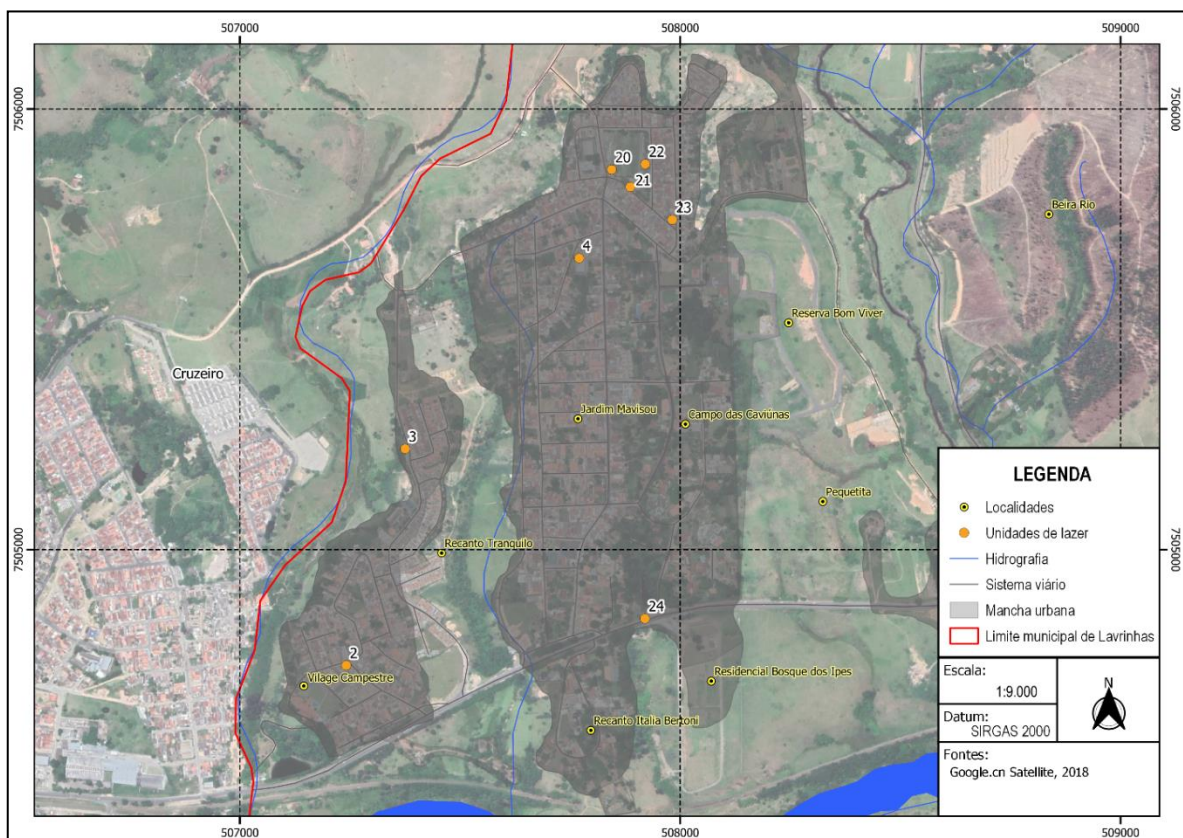 507000 508000 509000
7506000 7506000
22
20
21
23
Beira Rio
4
Reserva Bom Viver
Cruzeiro
Jardim Mavisou
Campo das Caviunas
3
Pequetita
Recanto Tranquilo
7505000
24
2
Vilage Campestre
Residencial Bosque dos Ipes
Recanto Italia Bertoni
LEGENDA
Localidades
Unidades de lazer
Hidrografia
Sistema viário
Mancha urbana
Limite municipal de Lavrinhas
Escala:
1:9.000
N
Datum:
SIRGAS 2000
Fontes:
Google.cn Satellite, 2018
507000 508000 509000